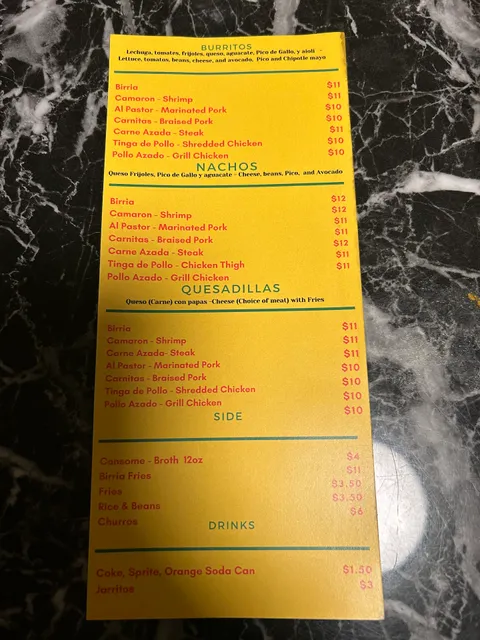 BURRITOS
Lechuga, tomates, frijoles, queso, aguacate, Pico de Gallo, y aioli -
Lettuce, tomatos, beans, cheese, and avocado, Pico and Chipotle mayo
Birria $11
Camaron - Shrimp $11
Al Pastor - Marinated Pork $10
Carnitas - Braised Pork $10
Carne Azada - Steak $11
Tinga de Pollo - Shredded Chicken $10
Pollo Azado - Grill Chicken $10
NACHOS
Queso Frijoles, Pico de Gallo y aguacate - Cheese, beans, Pico, and Avocado
Birria $12
Camaron - Shrimp $12
Al Pastor - Marinated Pork $11
Carnitas - Braised Pork $11
Carne Azada - Steak $12
Tinga de Pollo - Chicken Thigh $11
Pollo Azado - Grill Chicken $11
QUESADILLAS
Queso (Carne) con papas -Cheese (Choice of meat) with Fries
Birria $11
Camaron - Shrimp $11
Carne Azada- Steak $11
Al Pastor - Marinated Pork $10
Carnitas - Braised Pork $10
Tinga de Pollo - Shredded Chicken $10
Pollo Azado - Grill Chicken $10
SIDE
Consome - Broth 12oz $4
Birria Fries $11
Fries $3.50
Rice & Beans $3.50
Churros $6
DRINKS
Coke, Sprite, Orange Soda Can $1.50
Jarritos $3